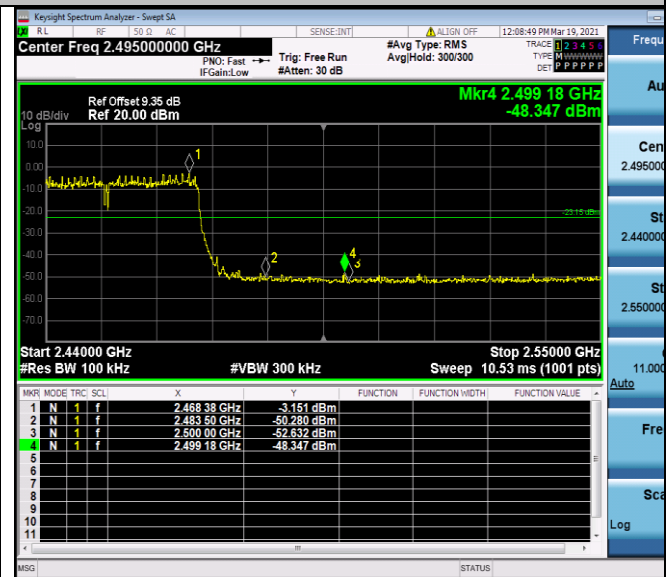 Keysight Spectrum Analyzer - Swept SA
RL RF 50 Ω AC SENSE:INT ALIGN OFF 12:08:49 PM Mar 19, 2021
Center Freq 2.495000000 GHz #Avg Type: RMS TRACE 1 2 3 4 5 6
PNO: Fast Trig: Free Run Avg|Hold: 300/300 TYPE M WWWWW
IFGain:Low #Atten: 30 dB DET P P P P P P
Frequ
Ref Offset 9.35 dB Mkr4 2.499 18 GHz
10 dB/div Ref 20.00 dBm -48.347 dBm
Log
10.0
0.00
-10.0
-20.0
-30.0
-40.0
-50.0
-60.0
-70.0
1
2
4
3
-23.15 dBm
Start 2.44000 GHz Stop 2.55000 GHz
#Res BW 100 kHz #VBW 300 kHz Sweep 10.53 ms (1001 pts)
MKR MODE TRC SCL X Y FUNCTION FUNCTION WIDTH FUNCTION VALUE
1 N 1 f 2.468 38 GHz -3.151 dBm
2 N 1 f 2.483 50 GHz -50.280 dBm
3 N 1 f 2.500 00 GHz -52.632 dBm
4 N 1 f 2.499 18 GHz -48.347 dBm
5
6
7
8
9
10
11
Au
Cen
2.495000
St
2.440000
St
2.550000
11.000
Auto
Fre
Sca
Log
MSG STATUS